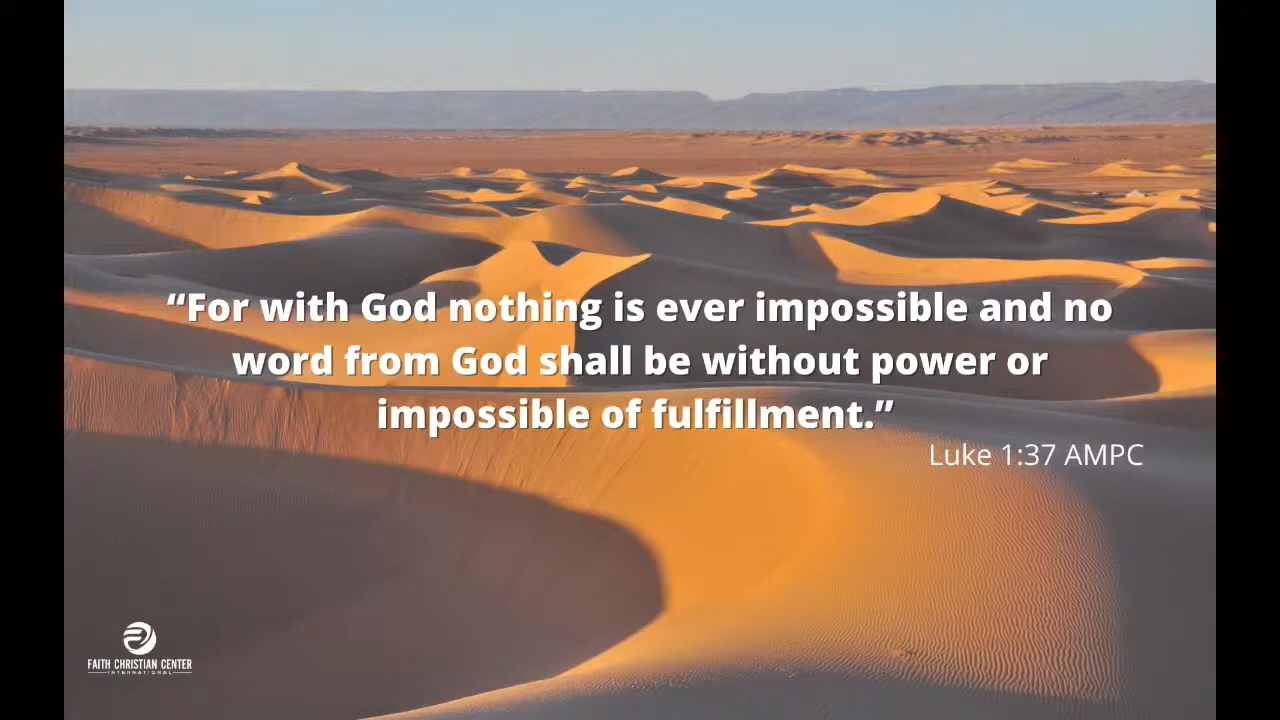 “For with God nothing is ever impossible and no
word from God shall be without power or
impossible of fulfillment.”
Luke 1:37 AMPC
FAITH CHRISTIAN CENTER
INTERNATIONAL